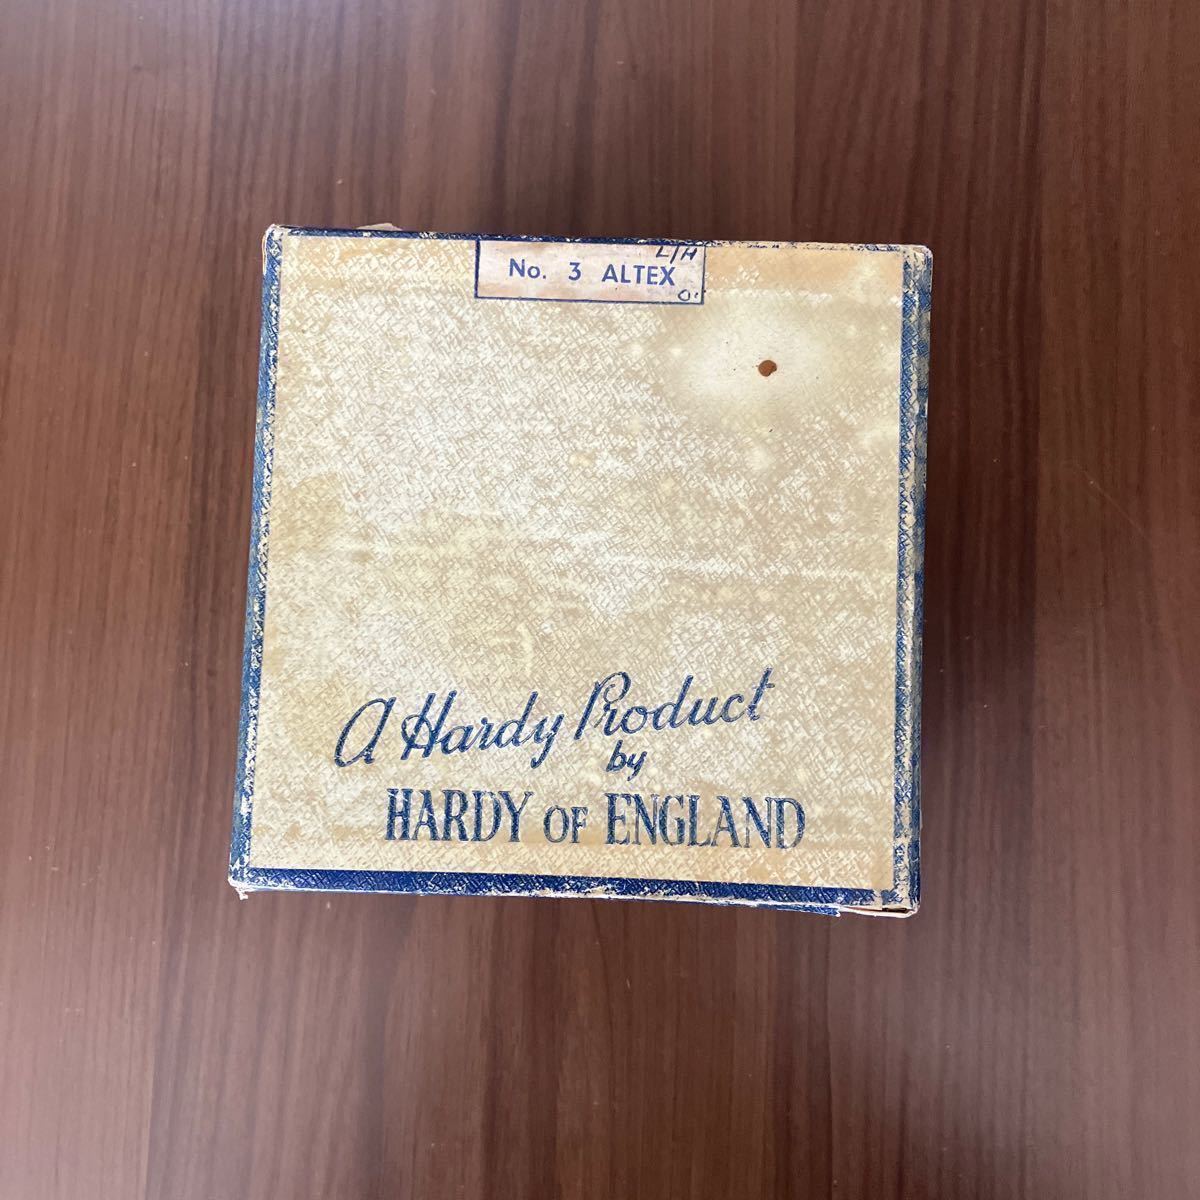 L/H
No. 3 ALTEX
A Hardy Product
by
HARDY OF ENGLAND